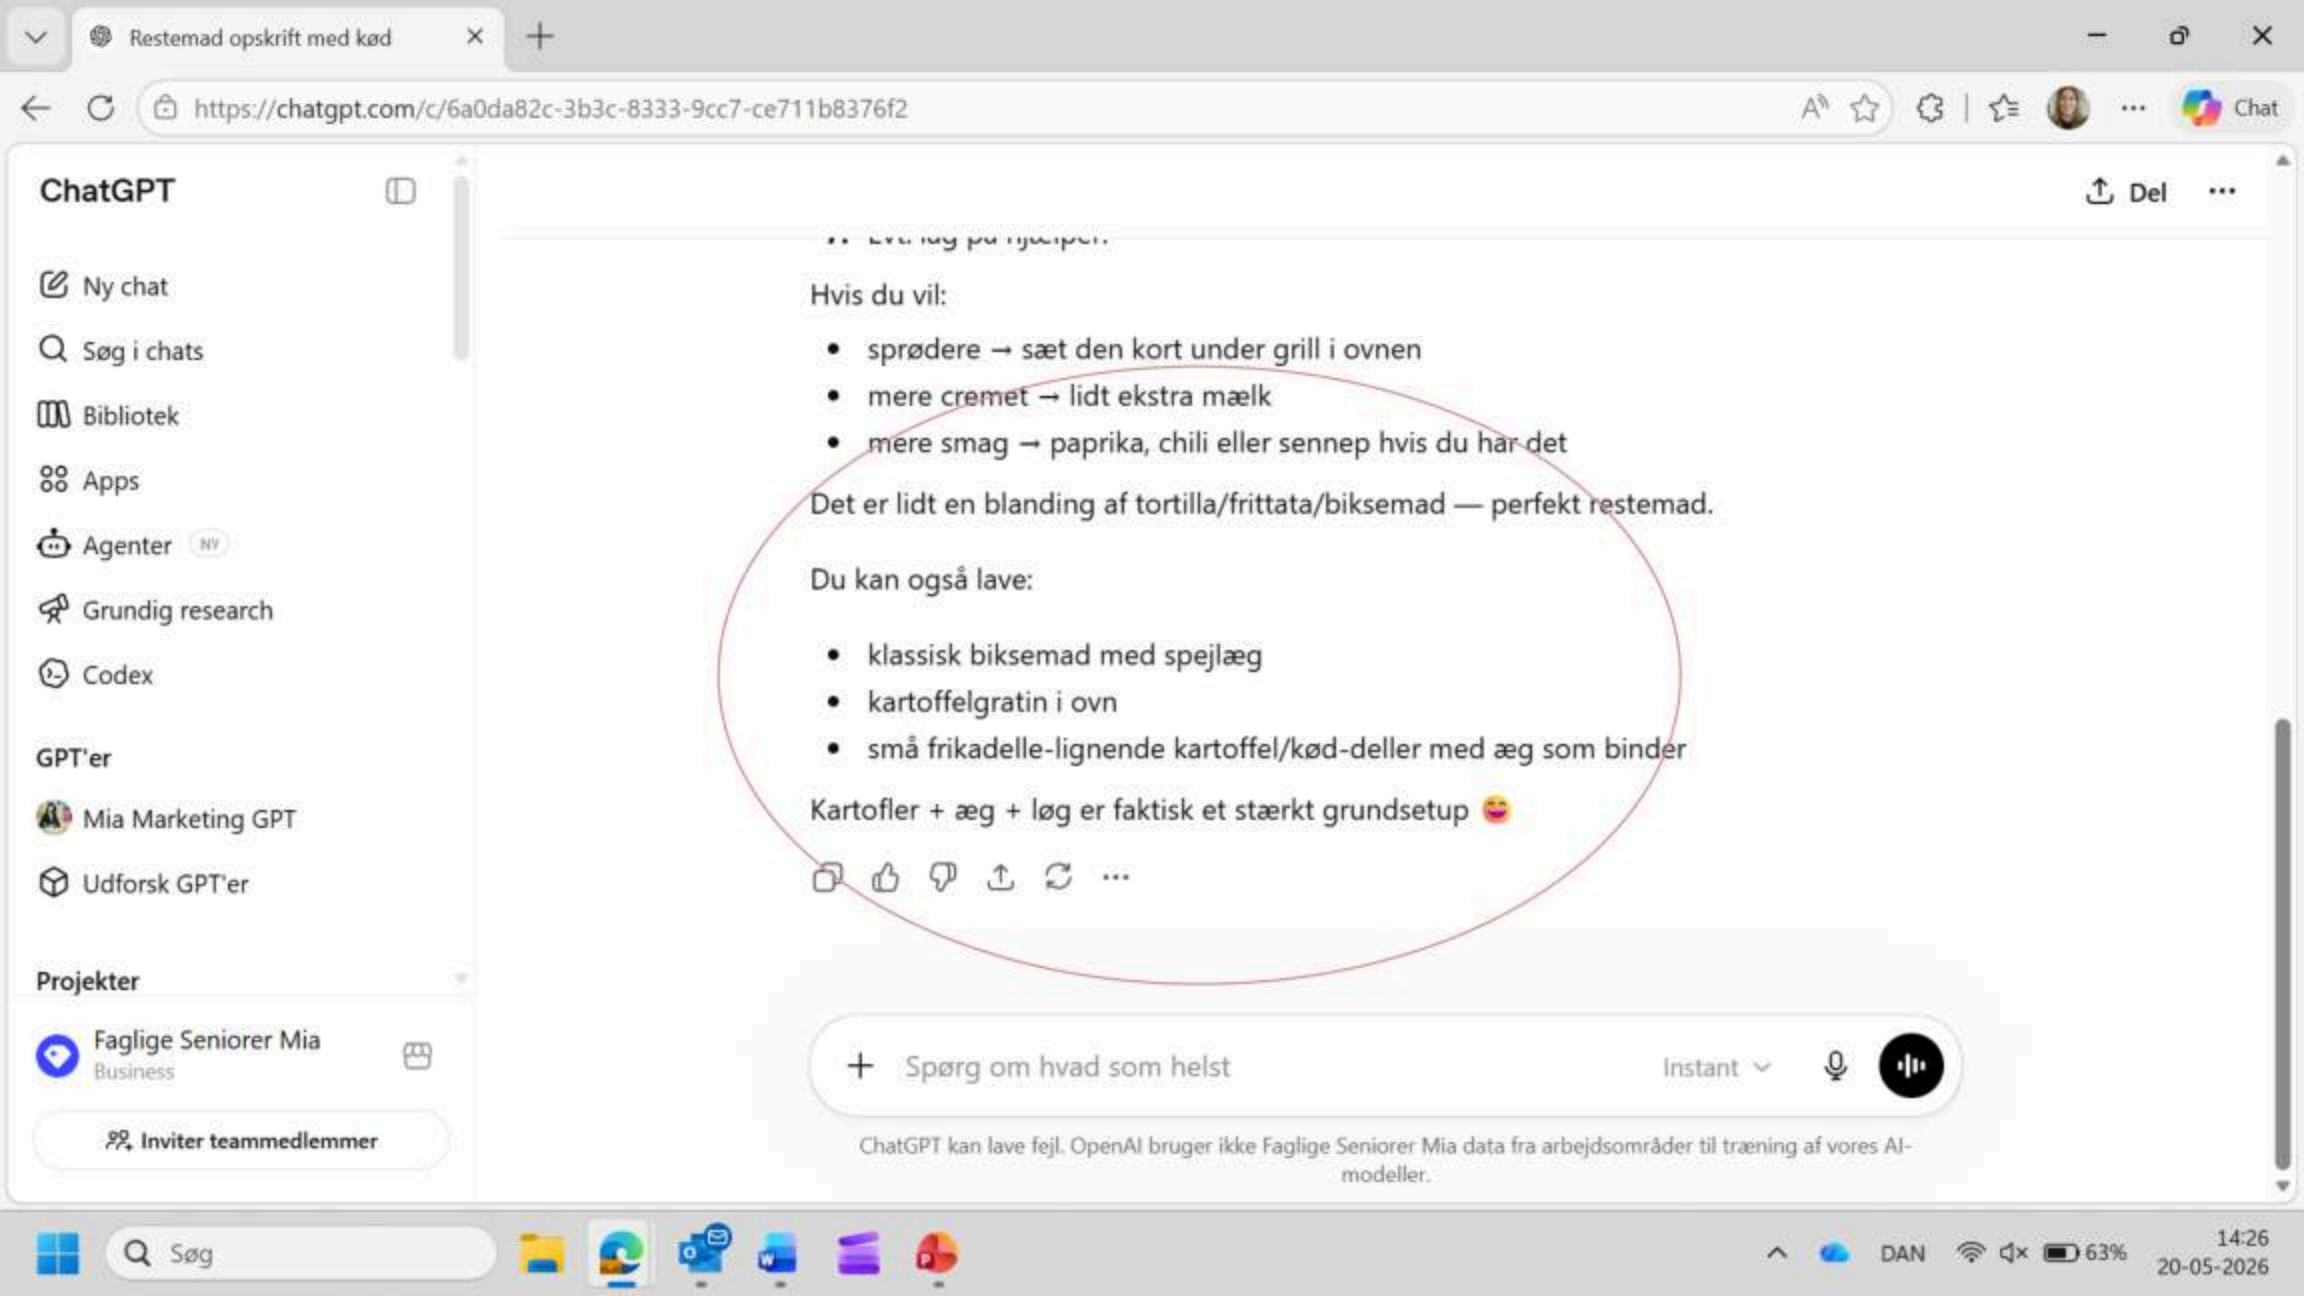 Restemad opskrift med kød
https://chatgpt.com/c/6a0da82c-3b3c-8333-9cc7-ce711b8376f2
Chat
ChatGPT
Ny chat
Søg i chats
Bibliotek
Apps
Agenter NY
Grundig research
Codex
GPT'er
Mia Marketing GPT
Udforsk GPT'er
Projekter
Faglige Seniorer Mia
Business
Inviter teammedlemmer
Del
7. Evt. låg på hjælper.
Hvis du vil:
• sprødere → sæt den kort under grill i ovnen
• mere cremet → lidt ekstra mælk
• mere smag → paprika, chili eller sennep hvis du har det
Det er lidt en blanding af tortilla/frittata/biksemad — perfekt restemad.
Du kan også lave:
• klassisk biksemad med spejlæg
• kartoffelgratin i ovn
• små frikadelle-lignende kartoffel/kød-deller med æg som binder
Kartofler + æg + løg er faktisk et stærkt grundsetup 😄
Spørg om hvad som helst
Instant
ChatGPT kan lave fejl. OpenAI bruger ikke Faglige Seniorer Mia data fra arbejdsområder til træning af vores AI-
modeller.
Søg
DAN
63%
14:26
20-05-2026